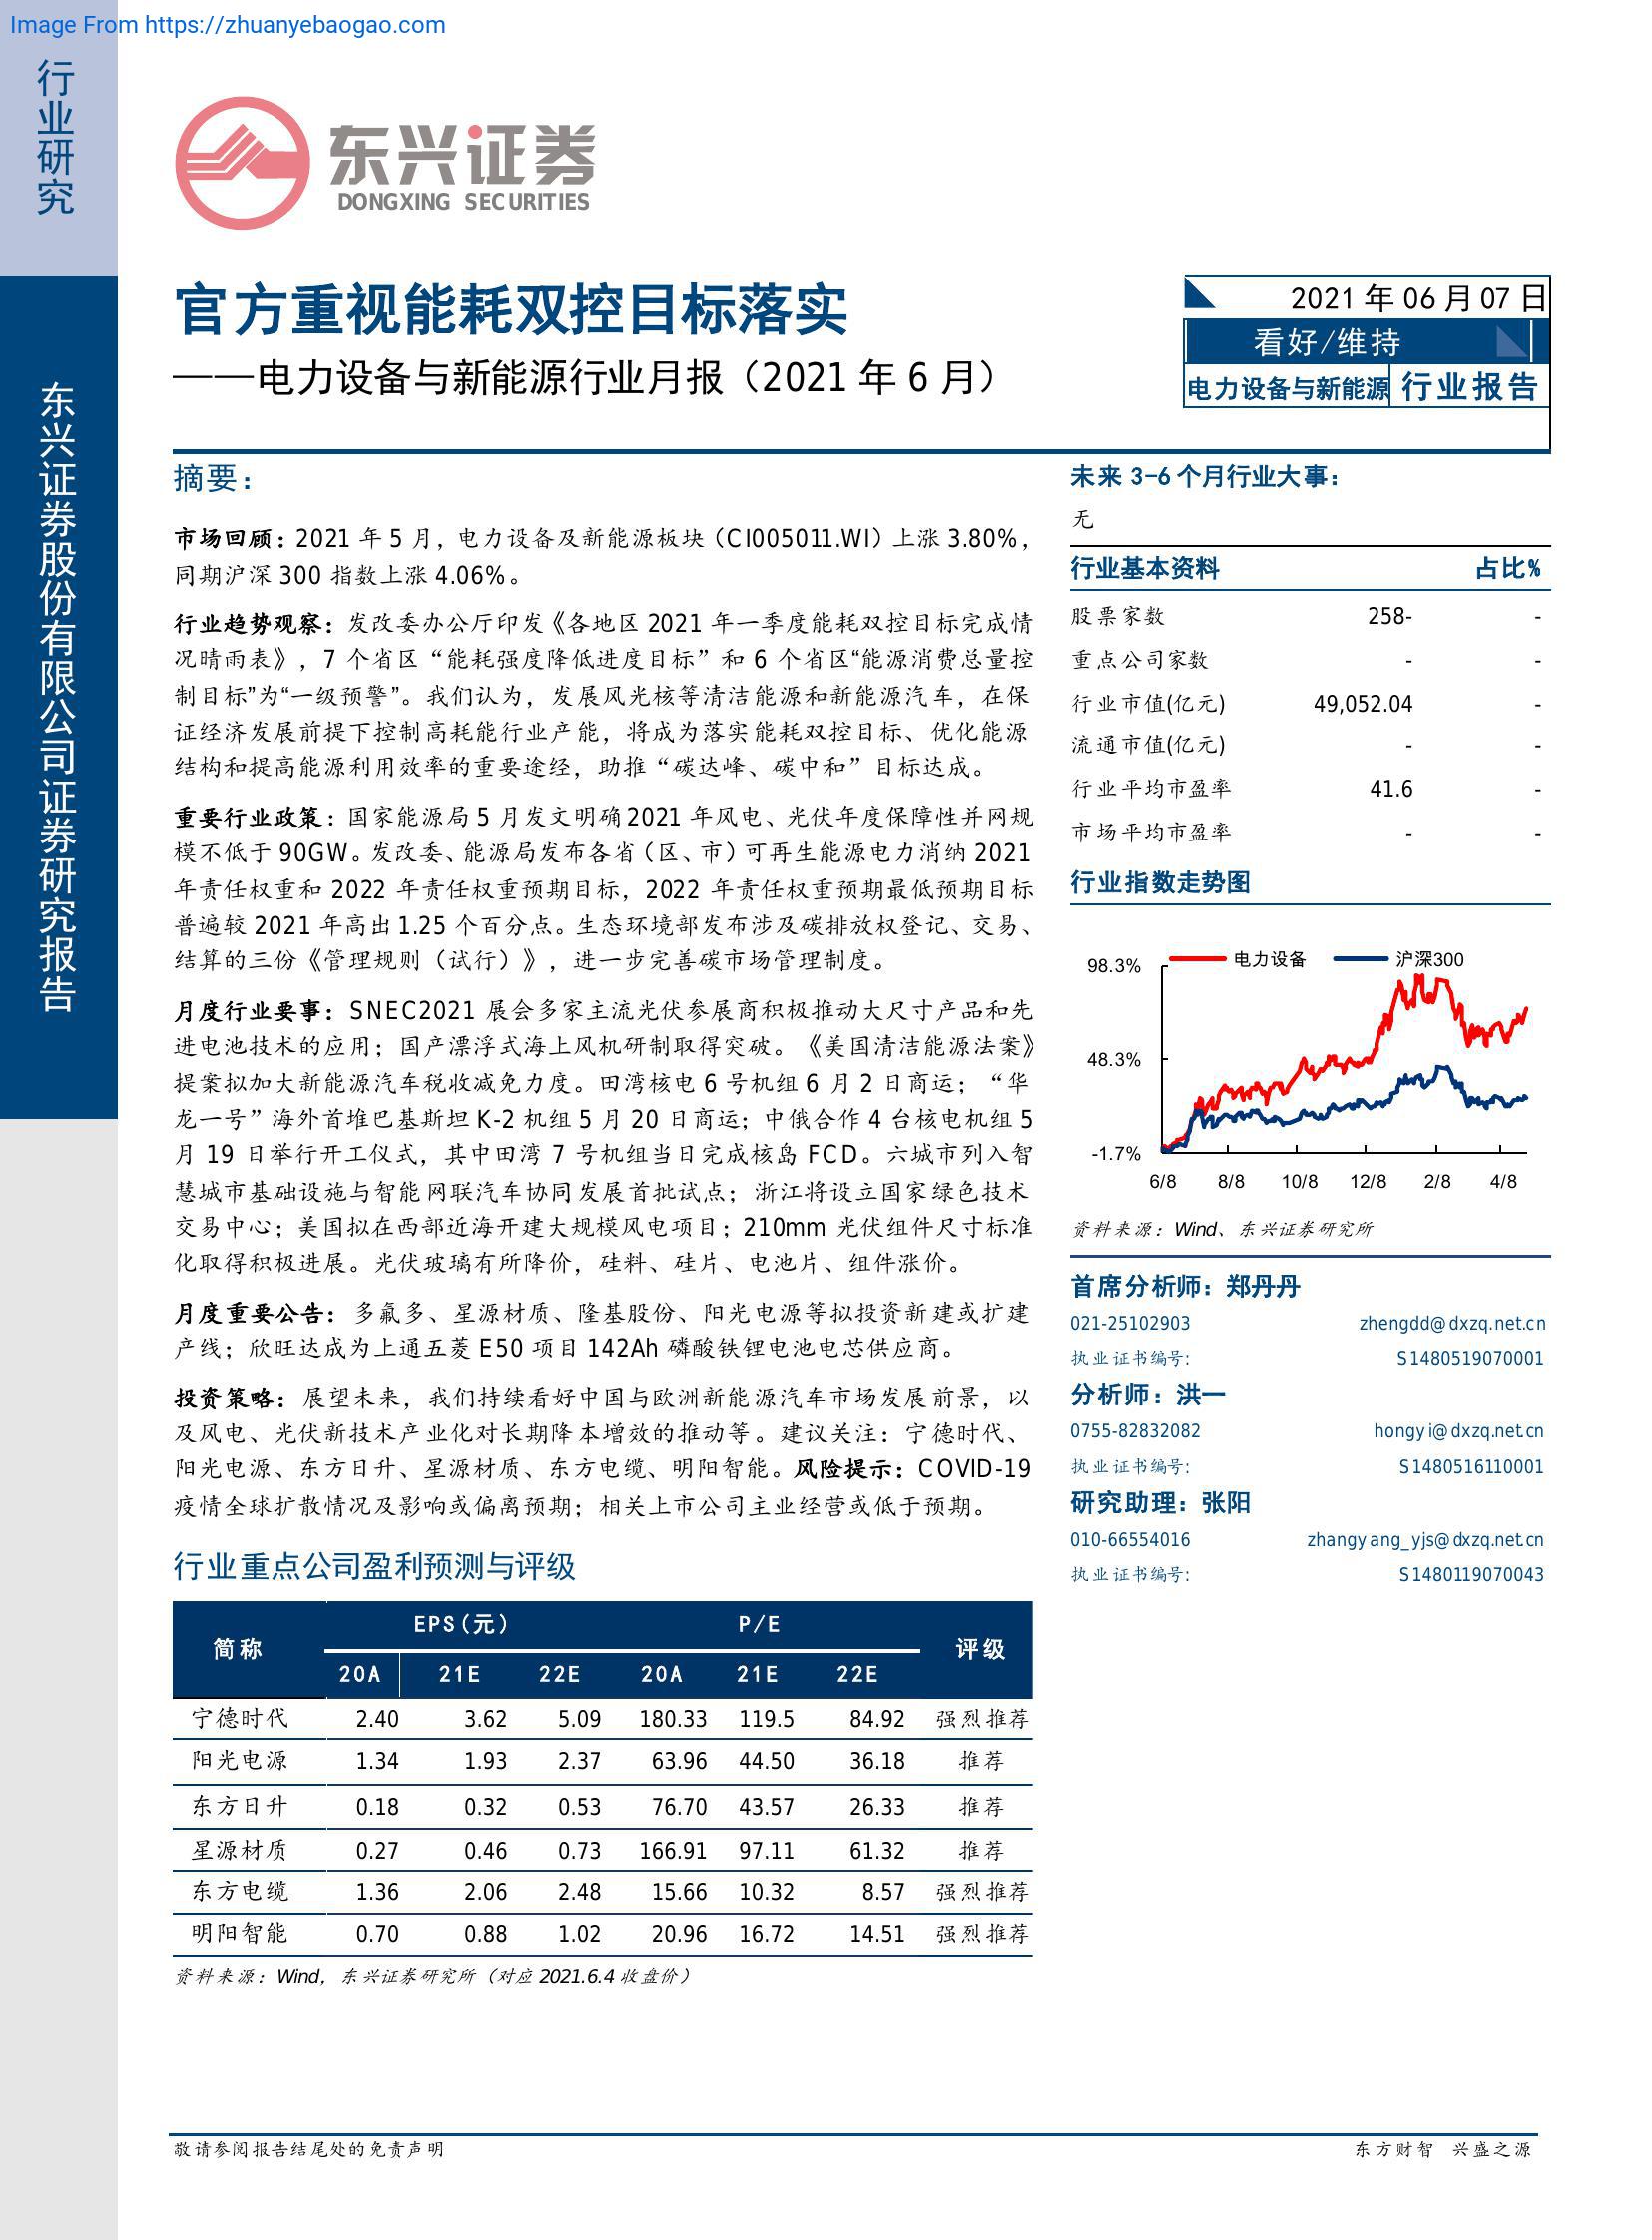 Image From https://zhuanyebaogao.com
行业研究
东兴证券股份有限公司证券研究报告
东兴证券
DONGXING SECURITIES
官方重视能耗双控目标落实
——电力设备与新能源行业月报（2021 年 6 月）
2021 年 06 月 07 日
看好/维持
电力设备与新能源 行业报告
摘要：
市场回顾：2021 年 5 月，电力设备及新能源板块（CI005011.WI）上涨 3.80%，
同期沪深 300 指数上涨 4.06%。
行业趋势观察：发改委办公厅印发《各地区 2021 年一季度能耗双控目标完成情
况晴雨表》，7 个省区“能耗强度降低进度目标”和 6 个省区“能源消费总量控
制目标”为“一级预警”。我们认为，发展风光核等清洁能源和新能源汽车，在保
证经济发展前提下控制高耗能行业产能，将成为落实能耗双控目标、优化能源
结构和提高能源利用效率的重要途经，助推“碳达峰、碳中和”目标达成。
重要行业政策：国家能源局 5 月发文明确 2021 年风电、光伏年度保障性并网规
模不低于 90GW。发改委、能源局发布各省（区、市）可再生能源电力消纳 2021
年责任权重和 2022 年责任权重预期目标，2022 年责任权重预期最低预期目标
普遍较 2021 年高出 1.25 个百分点。生态环境部发布涉及碳排放权登记、交易、
结算的三份《管理规则（试行）》，进一步完善碳市场管理制度。
月度行业要事：SNEC2021 展会多家主流光伏参展商积极推动大尺寸产品和先
进电池技术的应用；国产漂浮式海上风机研制取得突破。《美国清洁能源法案》
提案拟加大新能源汽车税收减免力度。田湾核电 6 号机组 6 月 2 日商运；“华
龙一号”海外首堆巴基斯坦 K-2 机组 5 月 20 日商运；中俄合作 4 台核电机组 5
月 19 日举行开工仪式，其中田湾 7 号机组当日完成核岛 FCD。六城市列入智
慧城市基础设施与智能网联汽车协同发展首批试点；浙江将设立国家绿色技术
交易中心；美国拟在西部近海开建大规模风电项目；210mm 光伏组件尺寸标准
化取得积极进展。光伏玻璃有所降价，硅料、硅片、电池片、组件涨价。
月度重要公告：多氟多、星源材质、隆基股份、阳光电源等拟投资新建或扩建
产线；欣旺达成为上通五菱 E50 项目 142Ah 磷酸铁锂电池电芯供应商。
投资策略：展望未来，我们持续看好中国与欧洲新能源汽车市场发展前景，以
及风电、光伏新技术产业化对长期降本增效的推动等。建议关注：宁德时代、
阳光电源、东方日升、星源材质、东方电缆、明阳智能。风险提示：COVID-19
疫情全球扩散情况及影响或偏离预期；相关上市公司主业经营或低于预期。
行业重点公司盈利预测与评级
简称 EPS(元) P/E 评级
20A 21E 22E 20A 21E 22E
宁德时代 2.40 3.62 5.09 180.33 119.5 84.92 强烈推荐
阳光电源 1.34 1.93 2.37 63.96 44.50 36.18 推荐
东方日升 0.18 0.32 0.53 76.70 43.57 26.33 推荐
星源材质 0.27 0.46 0.73 166.91 97.11 61.32 推荐
东方电缆 1.36 2.06 2.48 15.66 10.32 8.57 强烈推荐
明阳智能 0.70 0.88 1.02 20.96 16.72 14.51 强烈推荐
资料来源：Wind，东兴证券研究所（对应 2021.6.4 收盘价）
未来 3-6 个月行业大事：
无
行业基本资料 占比%
股票家数 258- -
重点公司家数 - -
行业市值(亿元) 49,052.04 -
流通市值(亿元) - -
行业平均市盈率 41.6 -
市场平均市盈率 - -
行业指数走势图
电力设备 沪深300
98.3%
48.3%
-1.7%
6/8 8/8 10/8 12/8 2/8 4/8
资料来源：Wind、东兴证券研究所
首席分析师：郑丹丹
021-25102903 zhengdd@dxzq.net.cn
执业证书编号: S1480519070001
分析师：洪一
0755-82832082 hongyi@dxzq.net.cn
执业证书编号: S1480516110001
研究助理：张阳
010-66554016 zhangyang_yjs@dxzq.net.cn
执业证书编号: S1480119070043
敬请参阅报告结尾处的免责声明 东方财智 兴盛之源